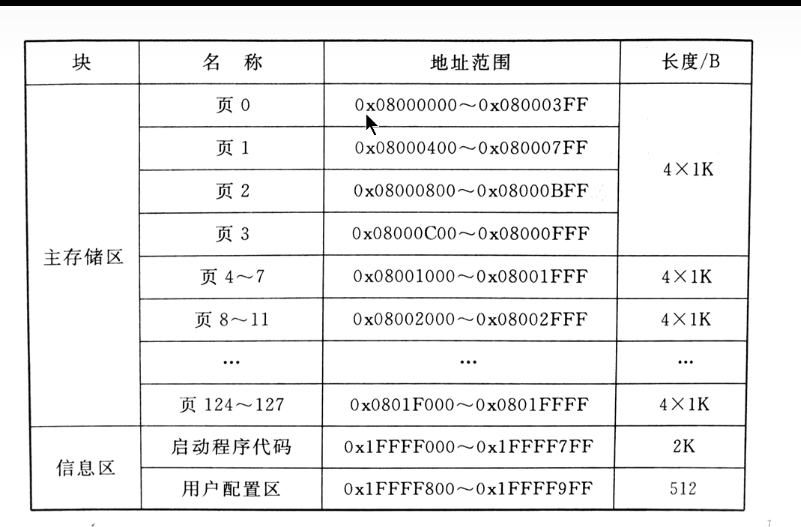 块 名 称 地址范围 长度/B
页 0 0x08000000～0x080003FF
页 1 0x08000400～0x080007FF
4×1K
页 2 0x08000800～0x08000BFF
页 3 0x08000C00～0x08000FFF
主存储区
页 4～7 0x08001000～0x08001FFF 4×1K
页 8～11 0x08002000～0x08002FFF 4×1K
… … …
页 124～127 0x0801F000～0x0801FFFF 4×1K
信息区
启动程序代码 0x1FFFF000～0x1FFFF7FF 2K
用户配置区 0x1FFFF800～0x1FFFF9FF 512
7